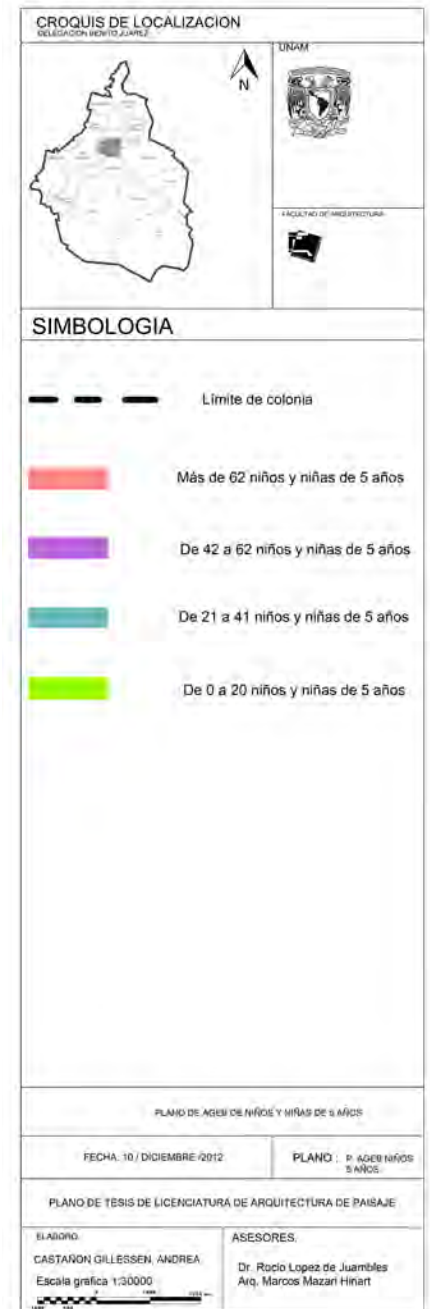 CROQUIS DE LOCALIZACION
DELEGACION BENITO JUAREZ
N
UNAM
FACULTAD DE ARQUITECTURA
SIMBOLOGIA
Límite de colonia
Más de 62 niños y niñas de 5 años
De 42 a 62 niños y niñas de 5 años
De 21 a 41 niños y niñas de 5 años
De 0 a 20 niños y niñas de 5 años
PLANO DE AGEB DE NIÑOS Y NIÑAS DE 5 AÑOS
FECHA: 10 / DICIEMBRE /2012
PLANO : P. AGEB NIÑOS
5 AÑOS
PLANO DE TESIS DE LICENCIATURA DE ARQUITECTURA DE PAISAJE
ELABORO:
CASTAÑON GILLESSEN, ANDREA
Escala grafica 1:30000
ASESORES:
Dr. Rocio Lopez de Juambles
Arq. Marcos Mazari Hiriart